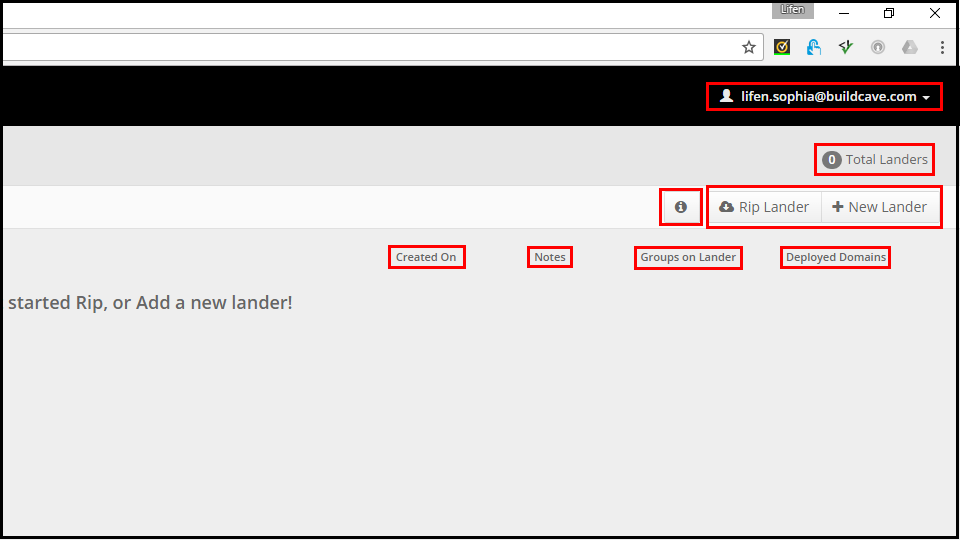 Lifen
lifen.sophia@buildcave.com
0 Total Landers
Rip Lander New Lander
Created On Notes Groups on Lander Deployed Domains
started Rip, or Add a new lander!